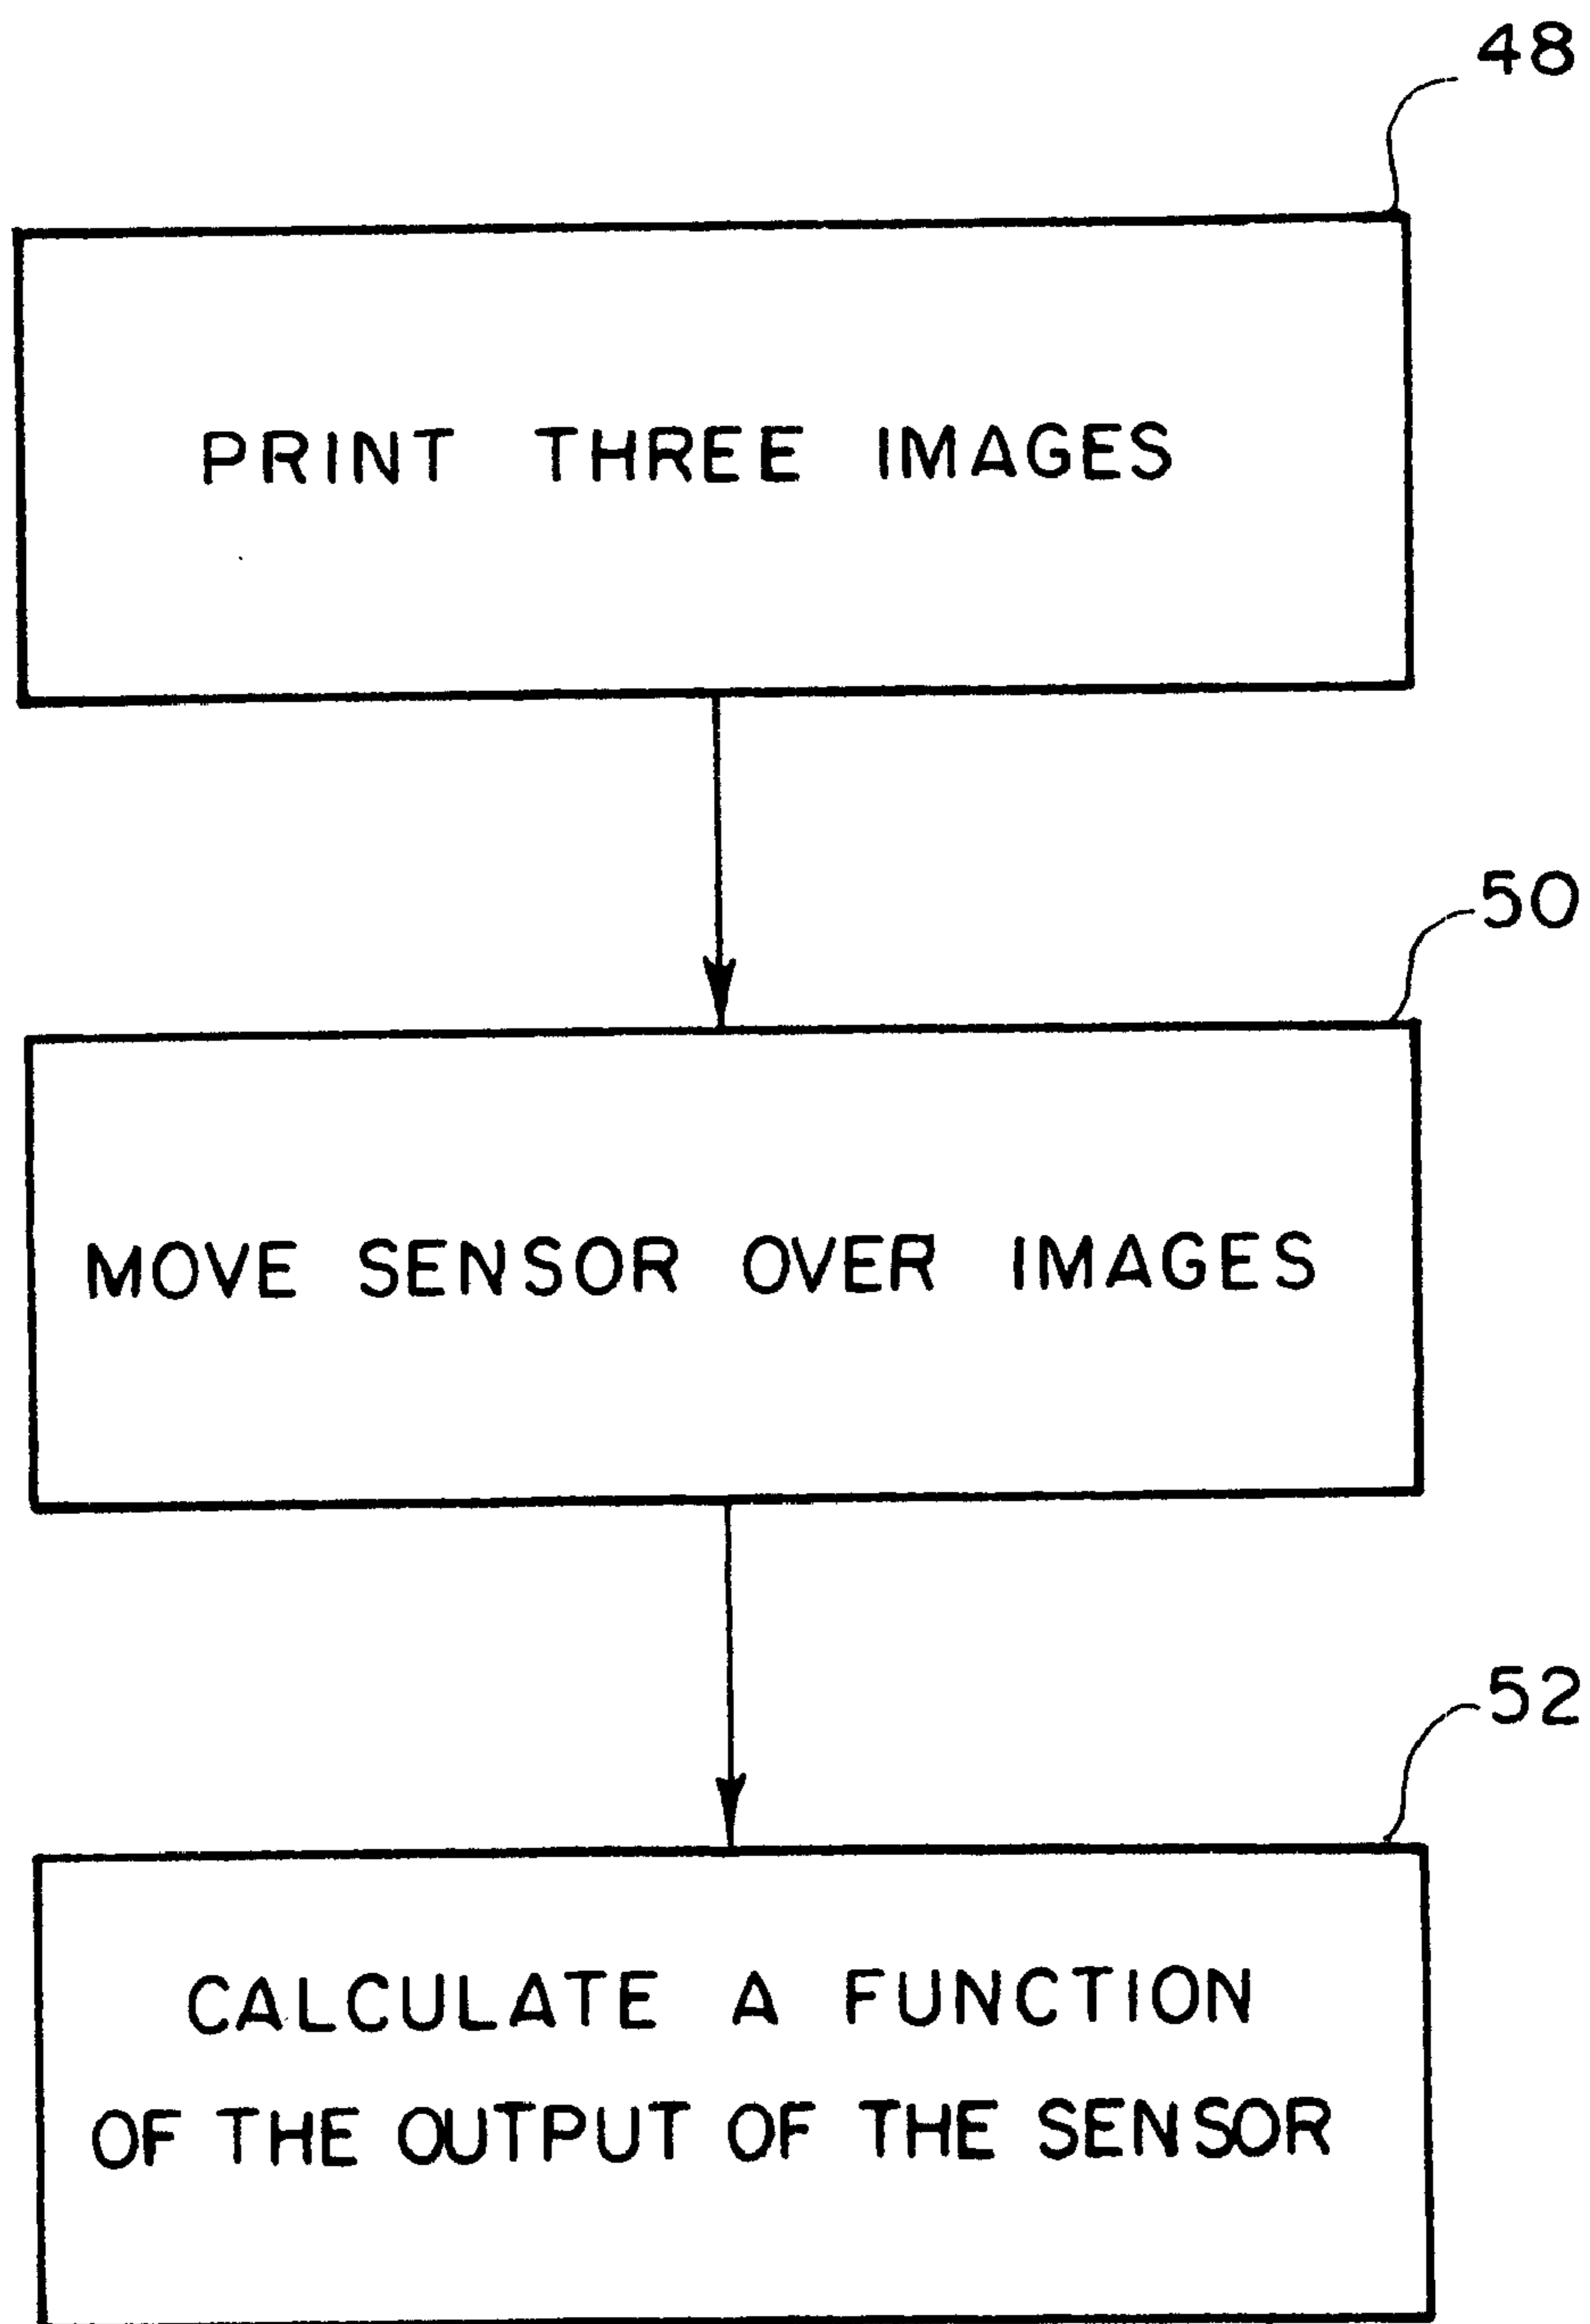 48
PRINT THREE IMAGES
50
MOVE SENSOR OVER IMAGES
52
CALCULATE A FUNCTION
OF THE OUTPUT OF THE SENSOR